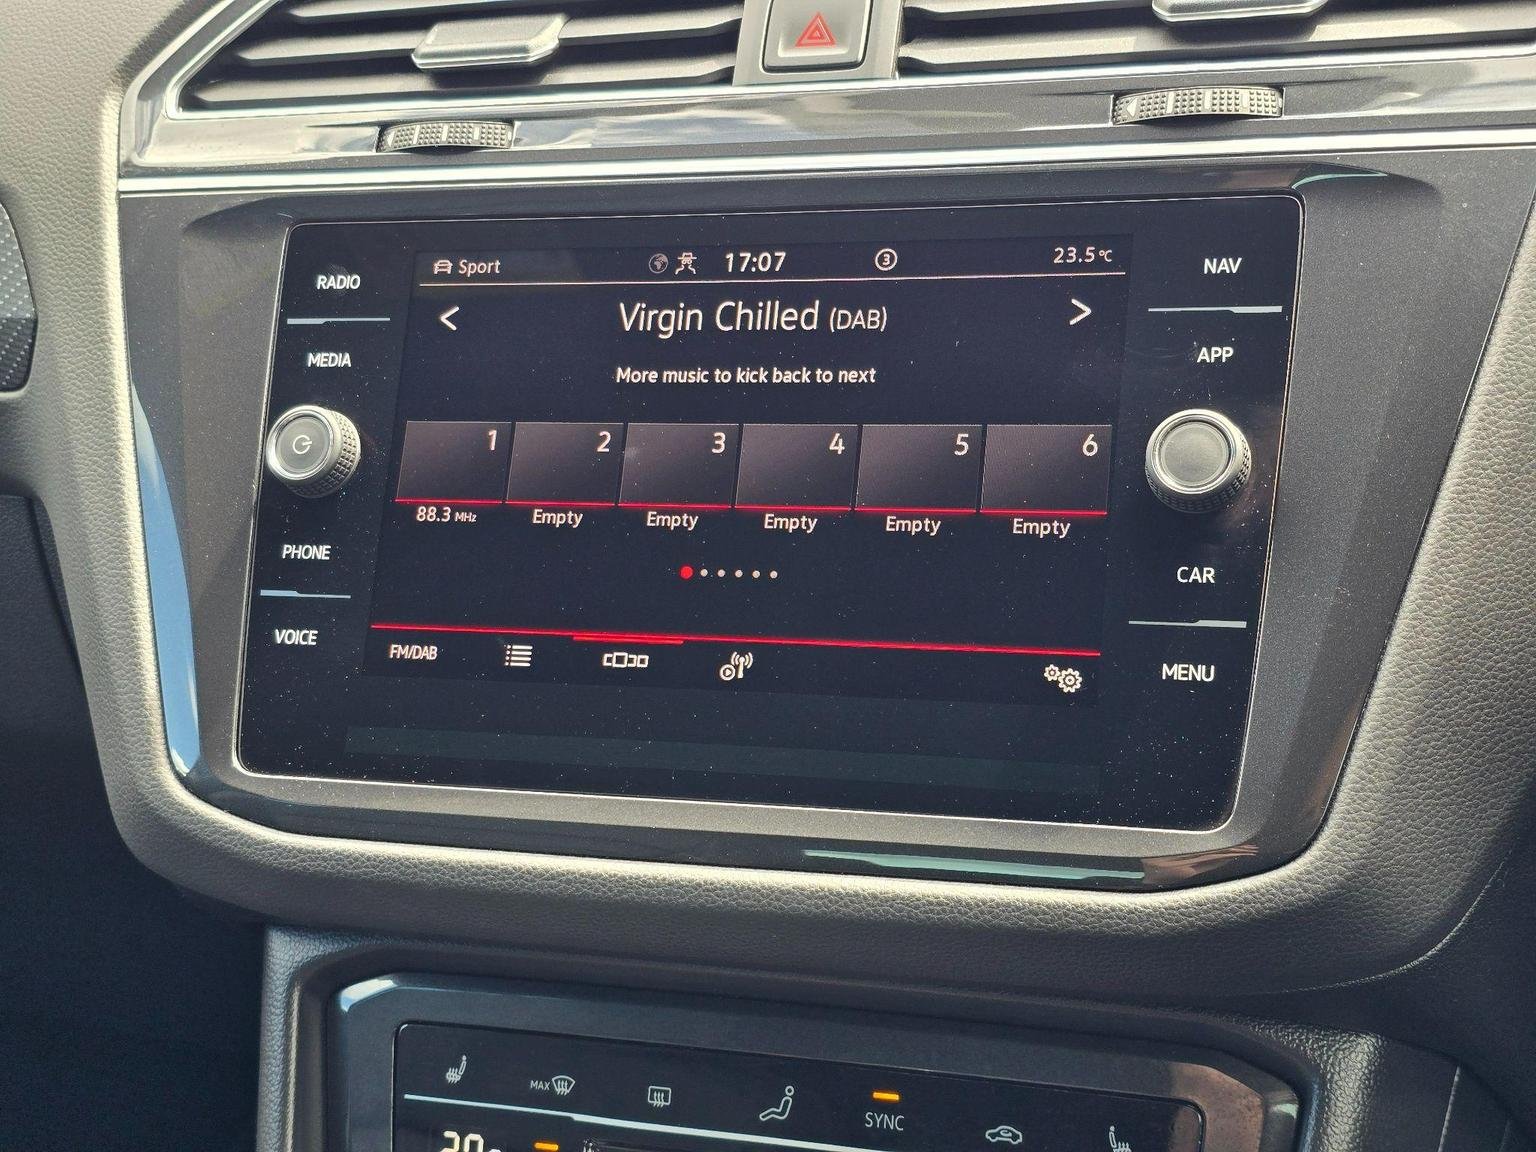 RADIO
MEDIA
PHONE
VOICE
Sport 17:07 3 23.5°C
< Virgin Chilled (DAB) >
More music to kick back to next
1 2 3 4 5 6
88.3 MHz Empty Empty Empty Empty Empty
FM/DAB
NAV
APP
CAR
MENU
MAX
SYNC